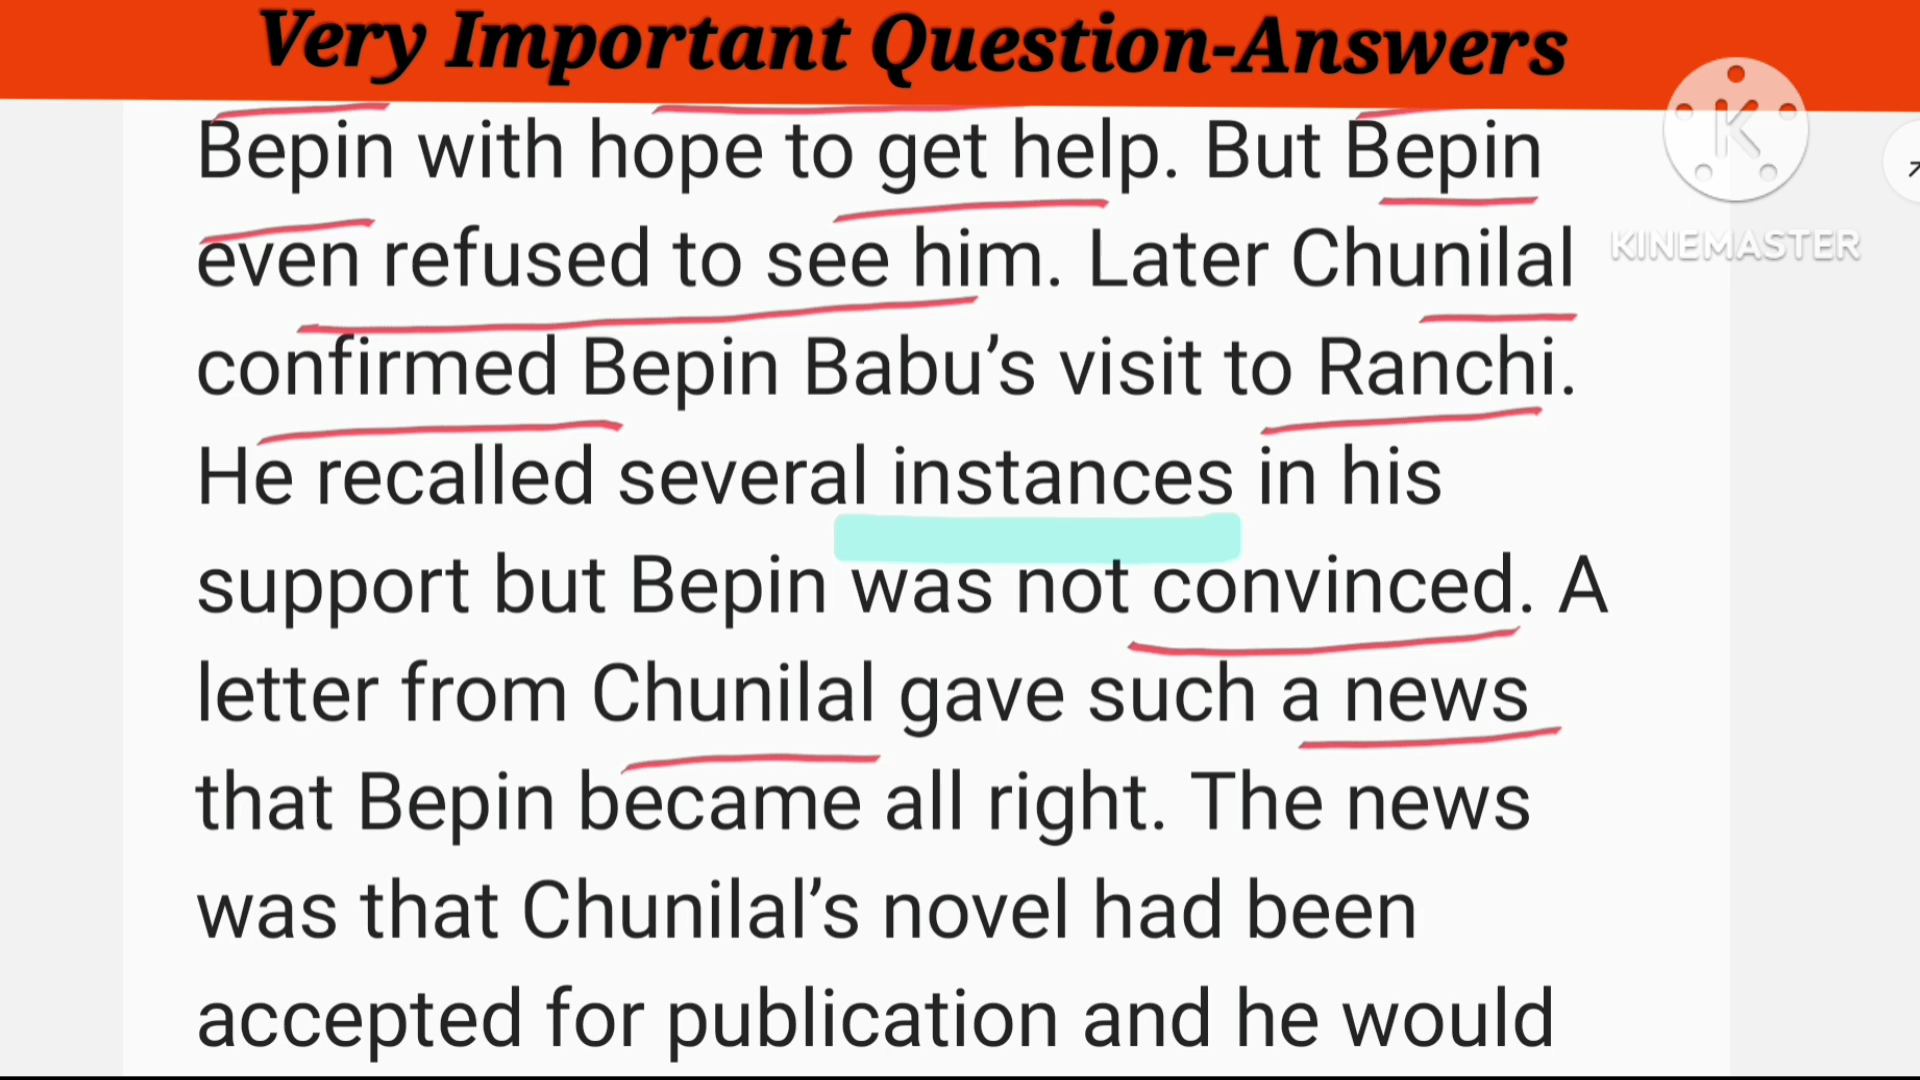 Very Important Question-Answers
Bepin with hope to get help. But Bepin
even refused to see him. Later Chunilal
confirmed Bepin Babu’s visit to Ranchi.
He recalled several instances in his
support but Bepin was not convinced. A
letter from Chunilal gave such a news
that Bepin became all right. The news
was that Chunilal’s novel had been
accepted for publication and he would
K
KINEMASTER